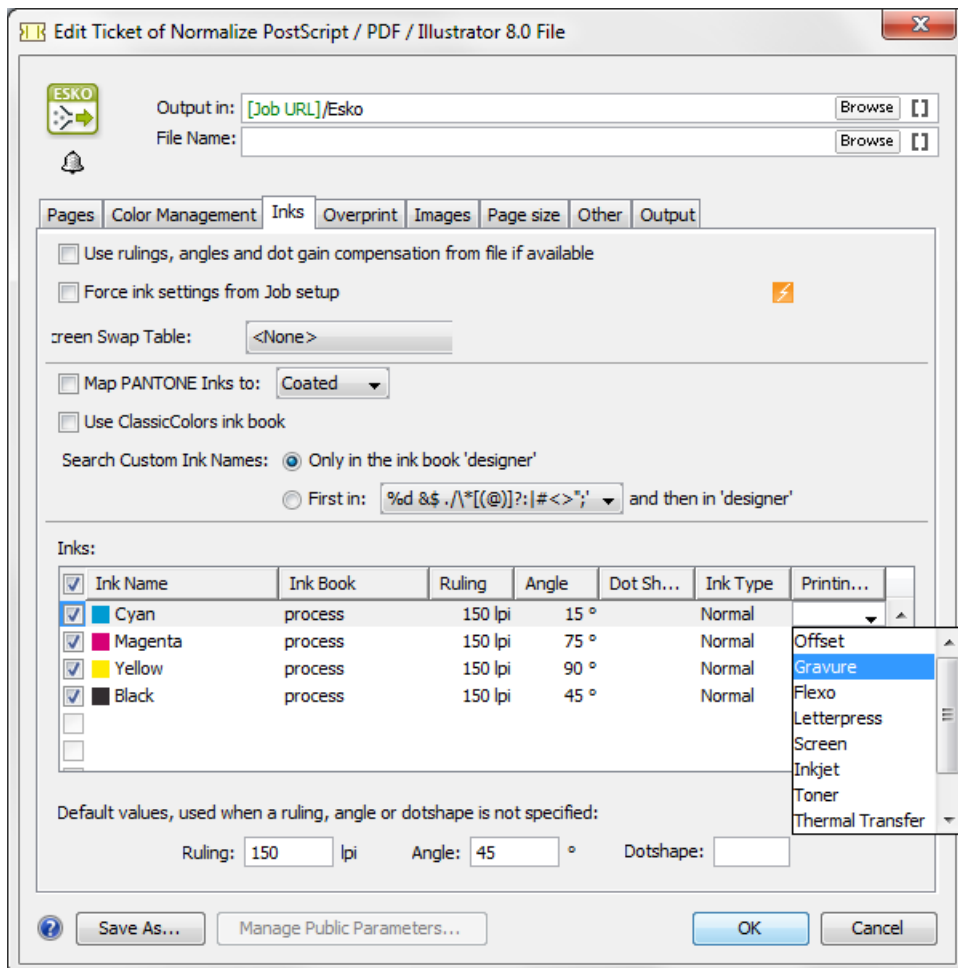 Edit Ticket of Normalize PostScript / PDF / Illustrator 8.0 File
ESKO
Output in: [Job URL]/Esko Browse []
File Name: Browse []
Pages Color Management Inks Overprint Images Page size Other Output
Use rulings, angles and dot gain compensation from file if available
Force ink settings from Job setup
creen Swap Table: <None>
Map PANTONE Inks to: Coated
Use ClassicColors ink book
Search Custom Ink Names: Only in the ink book 'designer'
First in: %d &$ ./\*[(@)]?:|#<>";' and then in 'designer'
Inks:
Ink Name Ink Book Ruling Angle Dot Sh... Ink Type Printin...
Cyan process 150 lpi 15 ° Normal
Magenta process 150 lpi 75 ° Normal
Yellow process 150 lpi 90 ° Normal
Black process 150 lpi 45 ° Normal
Offset
Gravure
Flexo
Letterpress
Screen
Inkjet
Toner
Thermal Transfer
Default values, used when a ruling, angle or dotshape is not specified:
Ruling: 150 lpi Angle: 45 ° Dotshape:
? Save As... Manage Public Parameters... OK Cancel